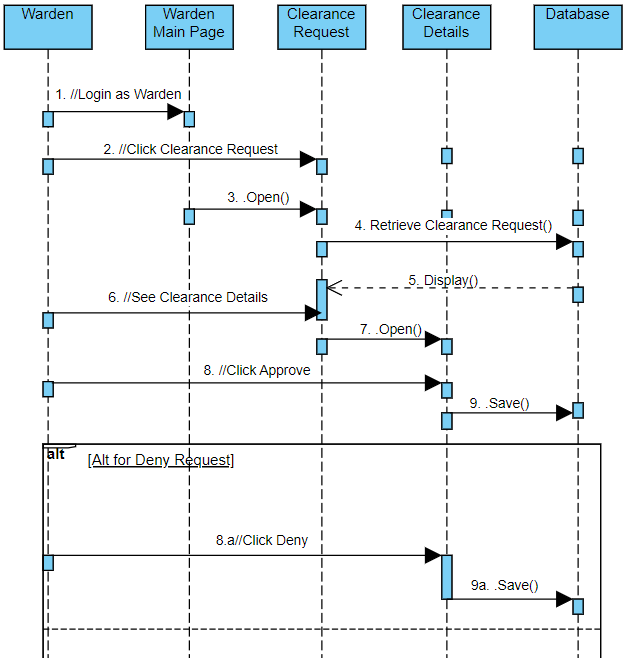 Warden
Warden
Main Page
Clearance
Request
Clearance
Details
Database
1. //Login as Warden
2. //Click Clearance Request
3. .Open()
4. Retrieve Clearance Request()
5. Display()
6. //See Clearance Details
7. .Open()
8. //Click Approve
9. .Save()
alt
[Alt for Deny Request]
8.a//Click Deny
9a. .Save()